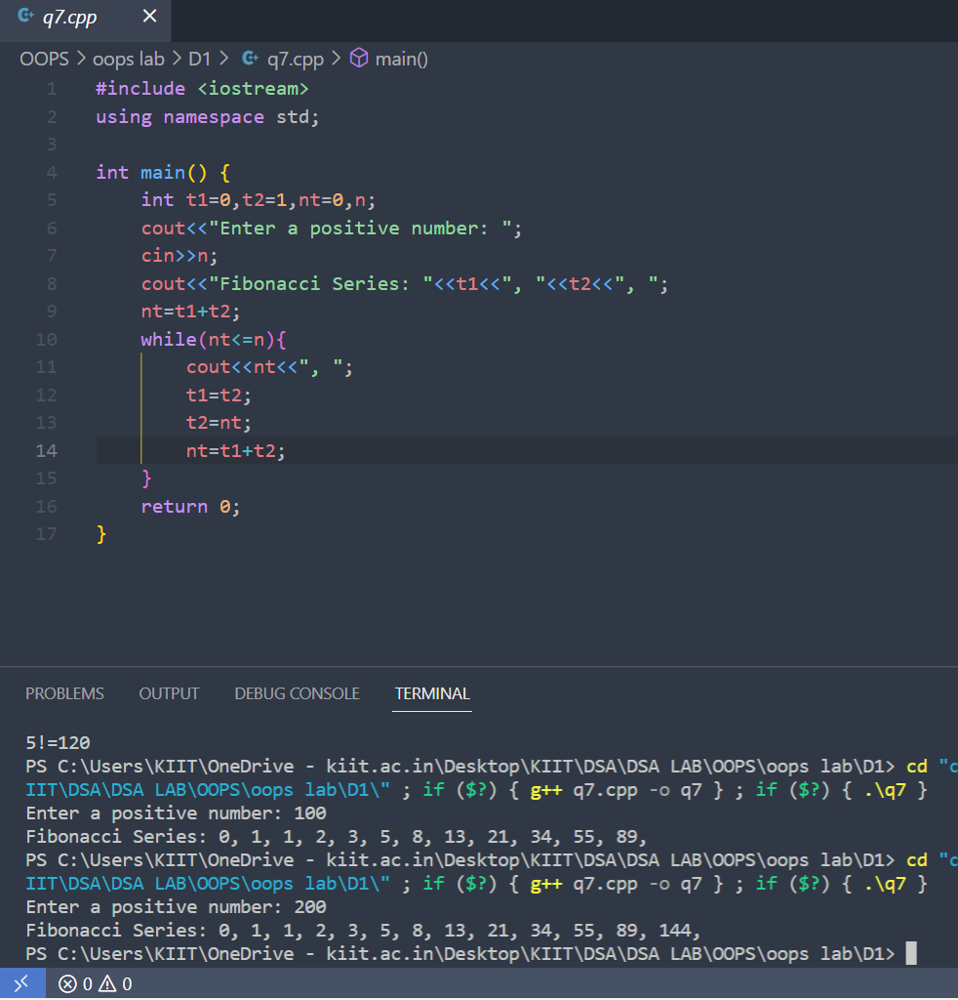 q7.cpp
OOPS > oops lab > D1 > q7.cpp > main()
1 #include <iostream>
2 using namespace std;
3
4 int main() {
5     int t1=0,t2=1,nt=0,n;
6     cout<<"Enter a positive number: ";
7     cin>>n;
8     cout<<"Fibonacci Series: "<<t1<<", "<<t2<<", ";
9     nt=t1+t2;
10     while(nt<=n){
11         cout<<nt<<", ";
12         t1=t2;
13         t2=nt;
14         nt=t1+t2;
15     }
16     return 0;
17 }
PROBLEMS OUTPUT DEBUG CONSOLE TERMINAL
5!=120
PS C:\Users\KIIT\OneDrive - kiit.ac.in\Desktop\KIIT\DSA\DSA LAB\OOPS\oops lab\D1> cd "c
IIT\DSA\DSA LAB\OOPS\oops lab\D1\" ; if ($?) { g++ q7.cpp -o q7 } ; if ($?) { .\q7 }
Enter a positive number: 100
Fibonacci Series: 0, 1, 1, 2, 3, 5, 8, 13, 21, 34, 55, 89,
PS C:\Users\KIIT\OneDrive - kiit.ac.in\Desktop\KIIT\DSA\DSA LAB\OOPS\oops lab\D1> cd "c
IIT\DSA\DSA LAB\OOPS\oops lab\D1\" ; if ($?) { g++ q7.cpp -o q7 } ; if ($?) { .\q7 }
Enter a positive number: 200
Fibonacci Series: 0, 1, 1, 2, 3, 5, 8, 13, 21, 34, 55, 89, 144,
PS C:\Users\KIIT\OneDrive - kiit.ac.in\Desktop\KIIT\DSA\DSA LAB\OOPS\oops lab\D1>
0 0